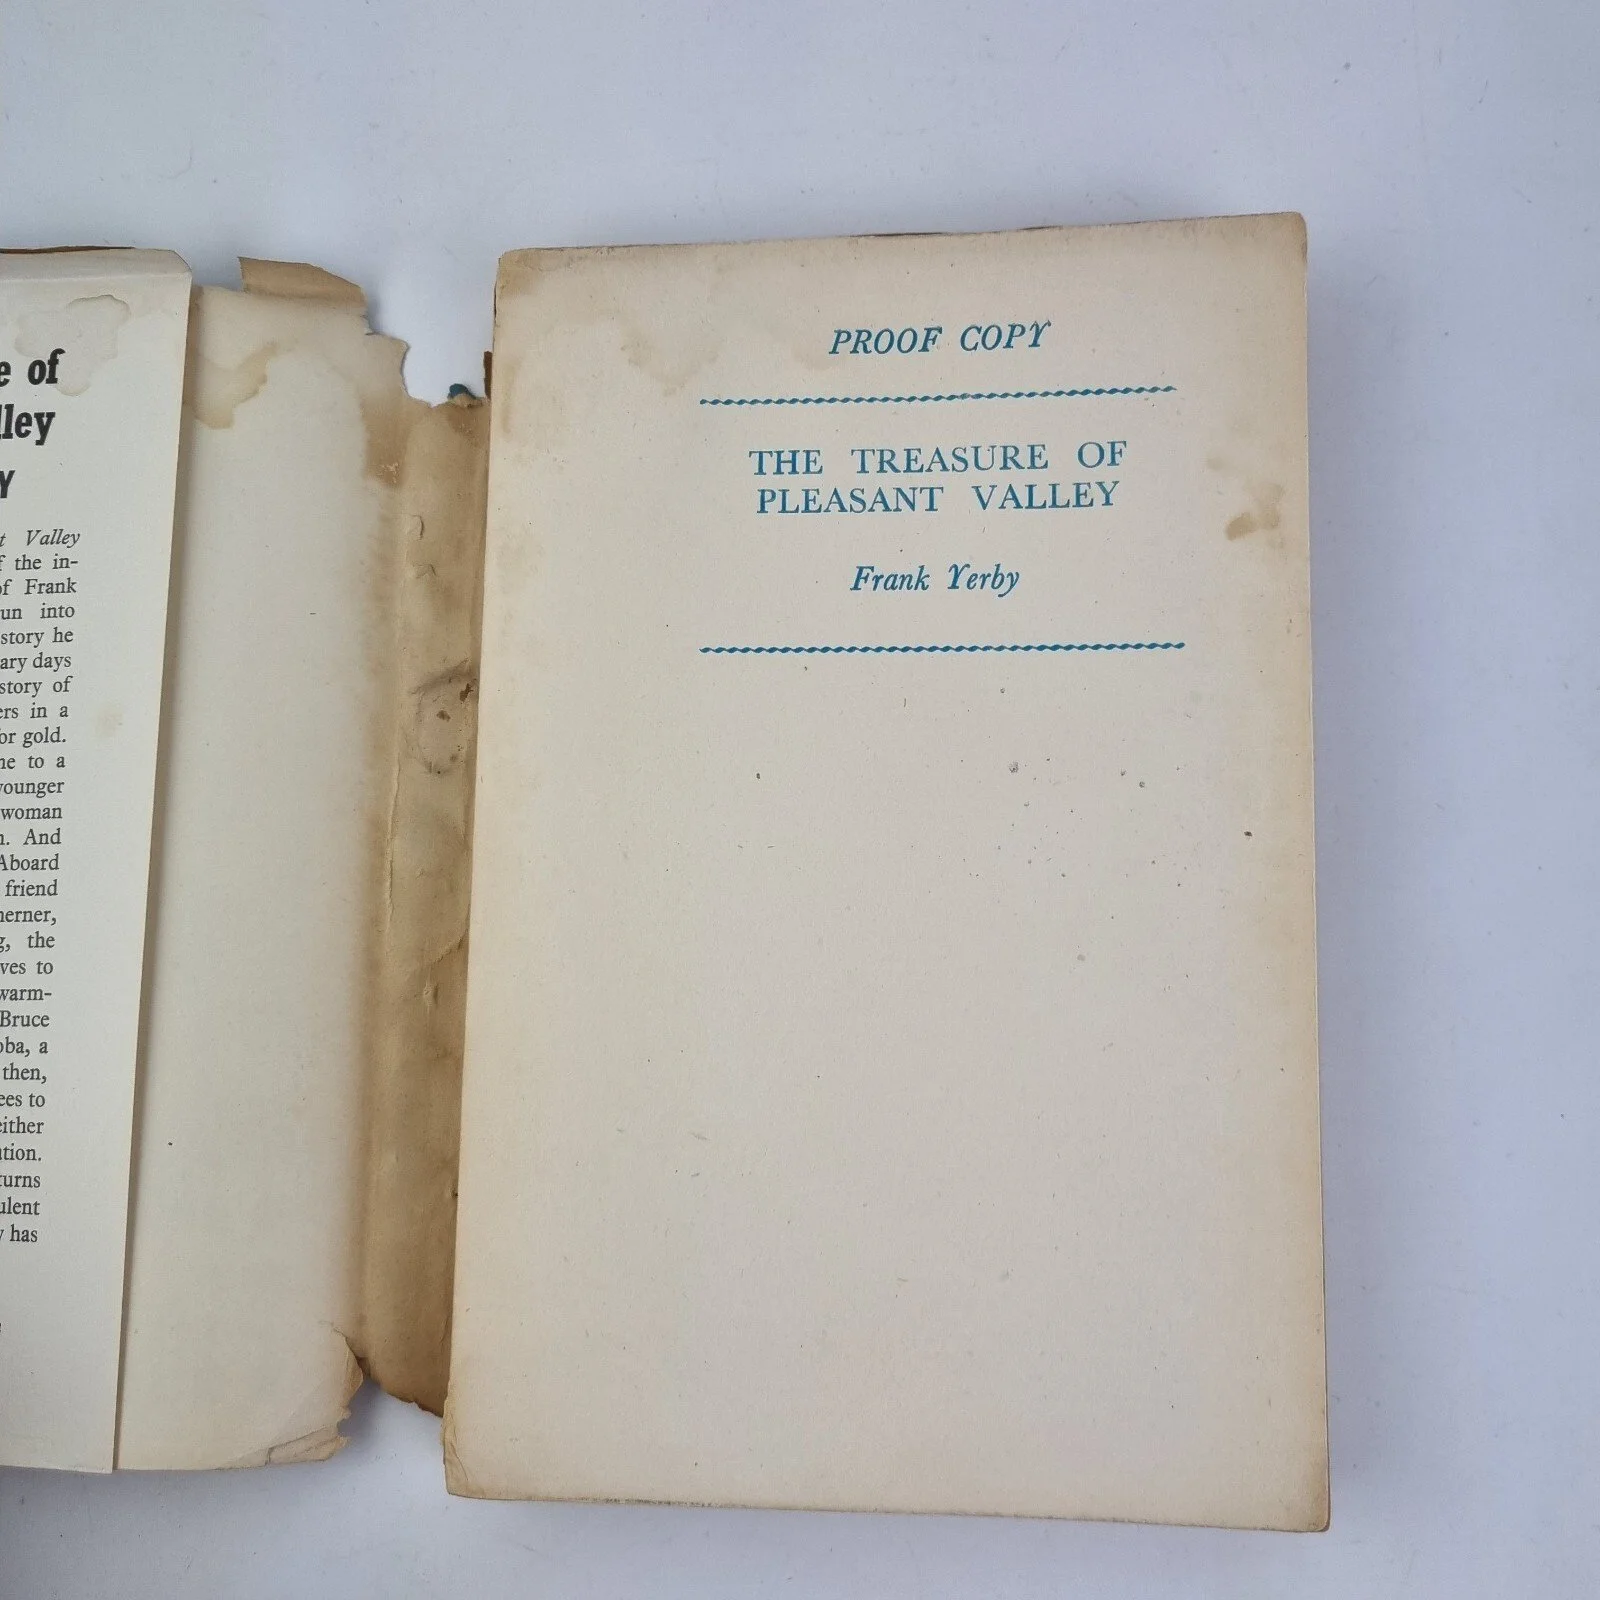 e of
lley
Y
t Valley
f the in-
of Frank
un into
story he
ary days
story of
ers in a
or gold.
ne to a
younger
woman
n. And
Aboard
friend
herner,
g, the
ves to
warm-
Bruce
oba, a
then,
ees to
either
ution.
turns
ulent
y has
PROOF COPY
THE TREASURE OF
PLEASANT VALLEY
Frank Yerby